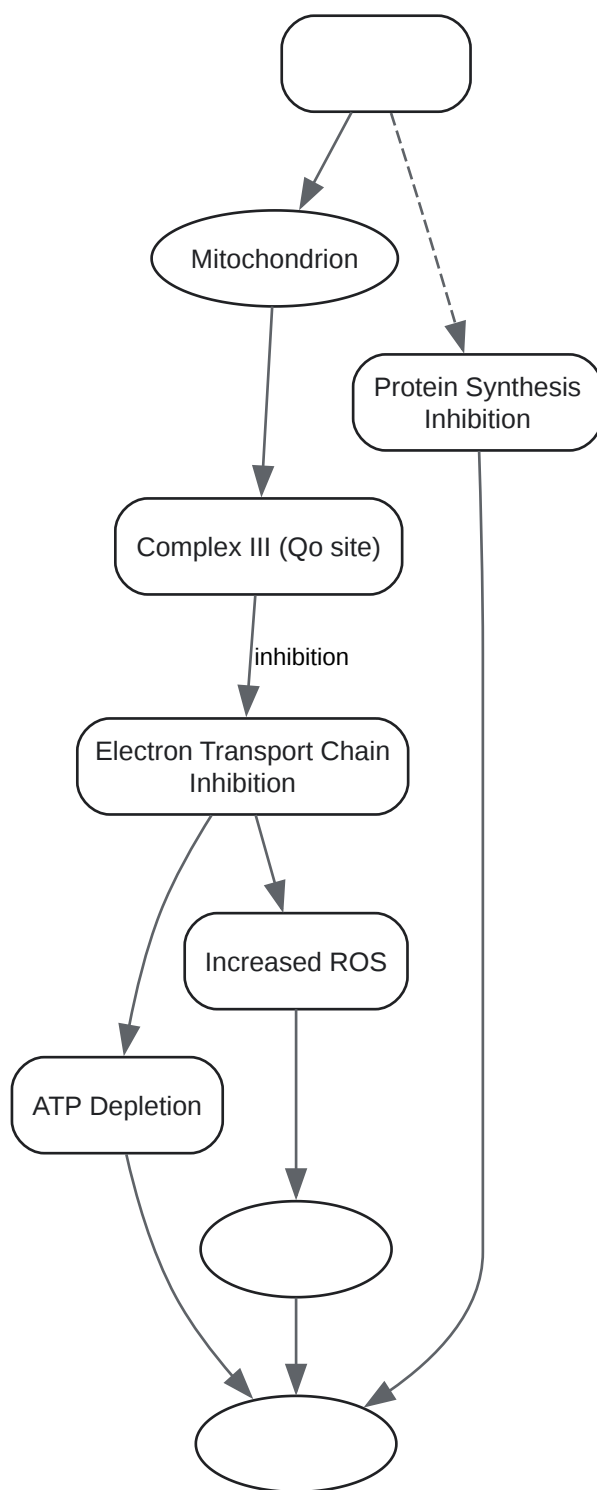 Mitochondrion
Protein Synthesis
Inhibition
Complex III (Qo site)
inhibition
Electron Transport Chain
Inhibition
Increased ROS
ATP Depletion